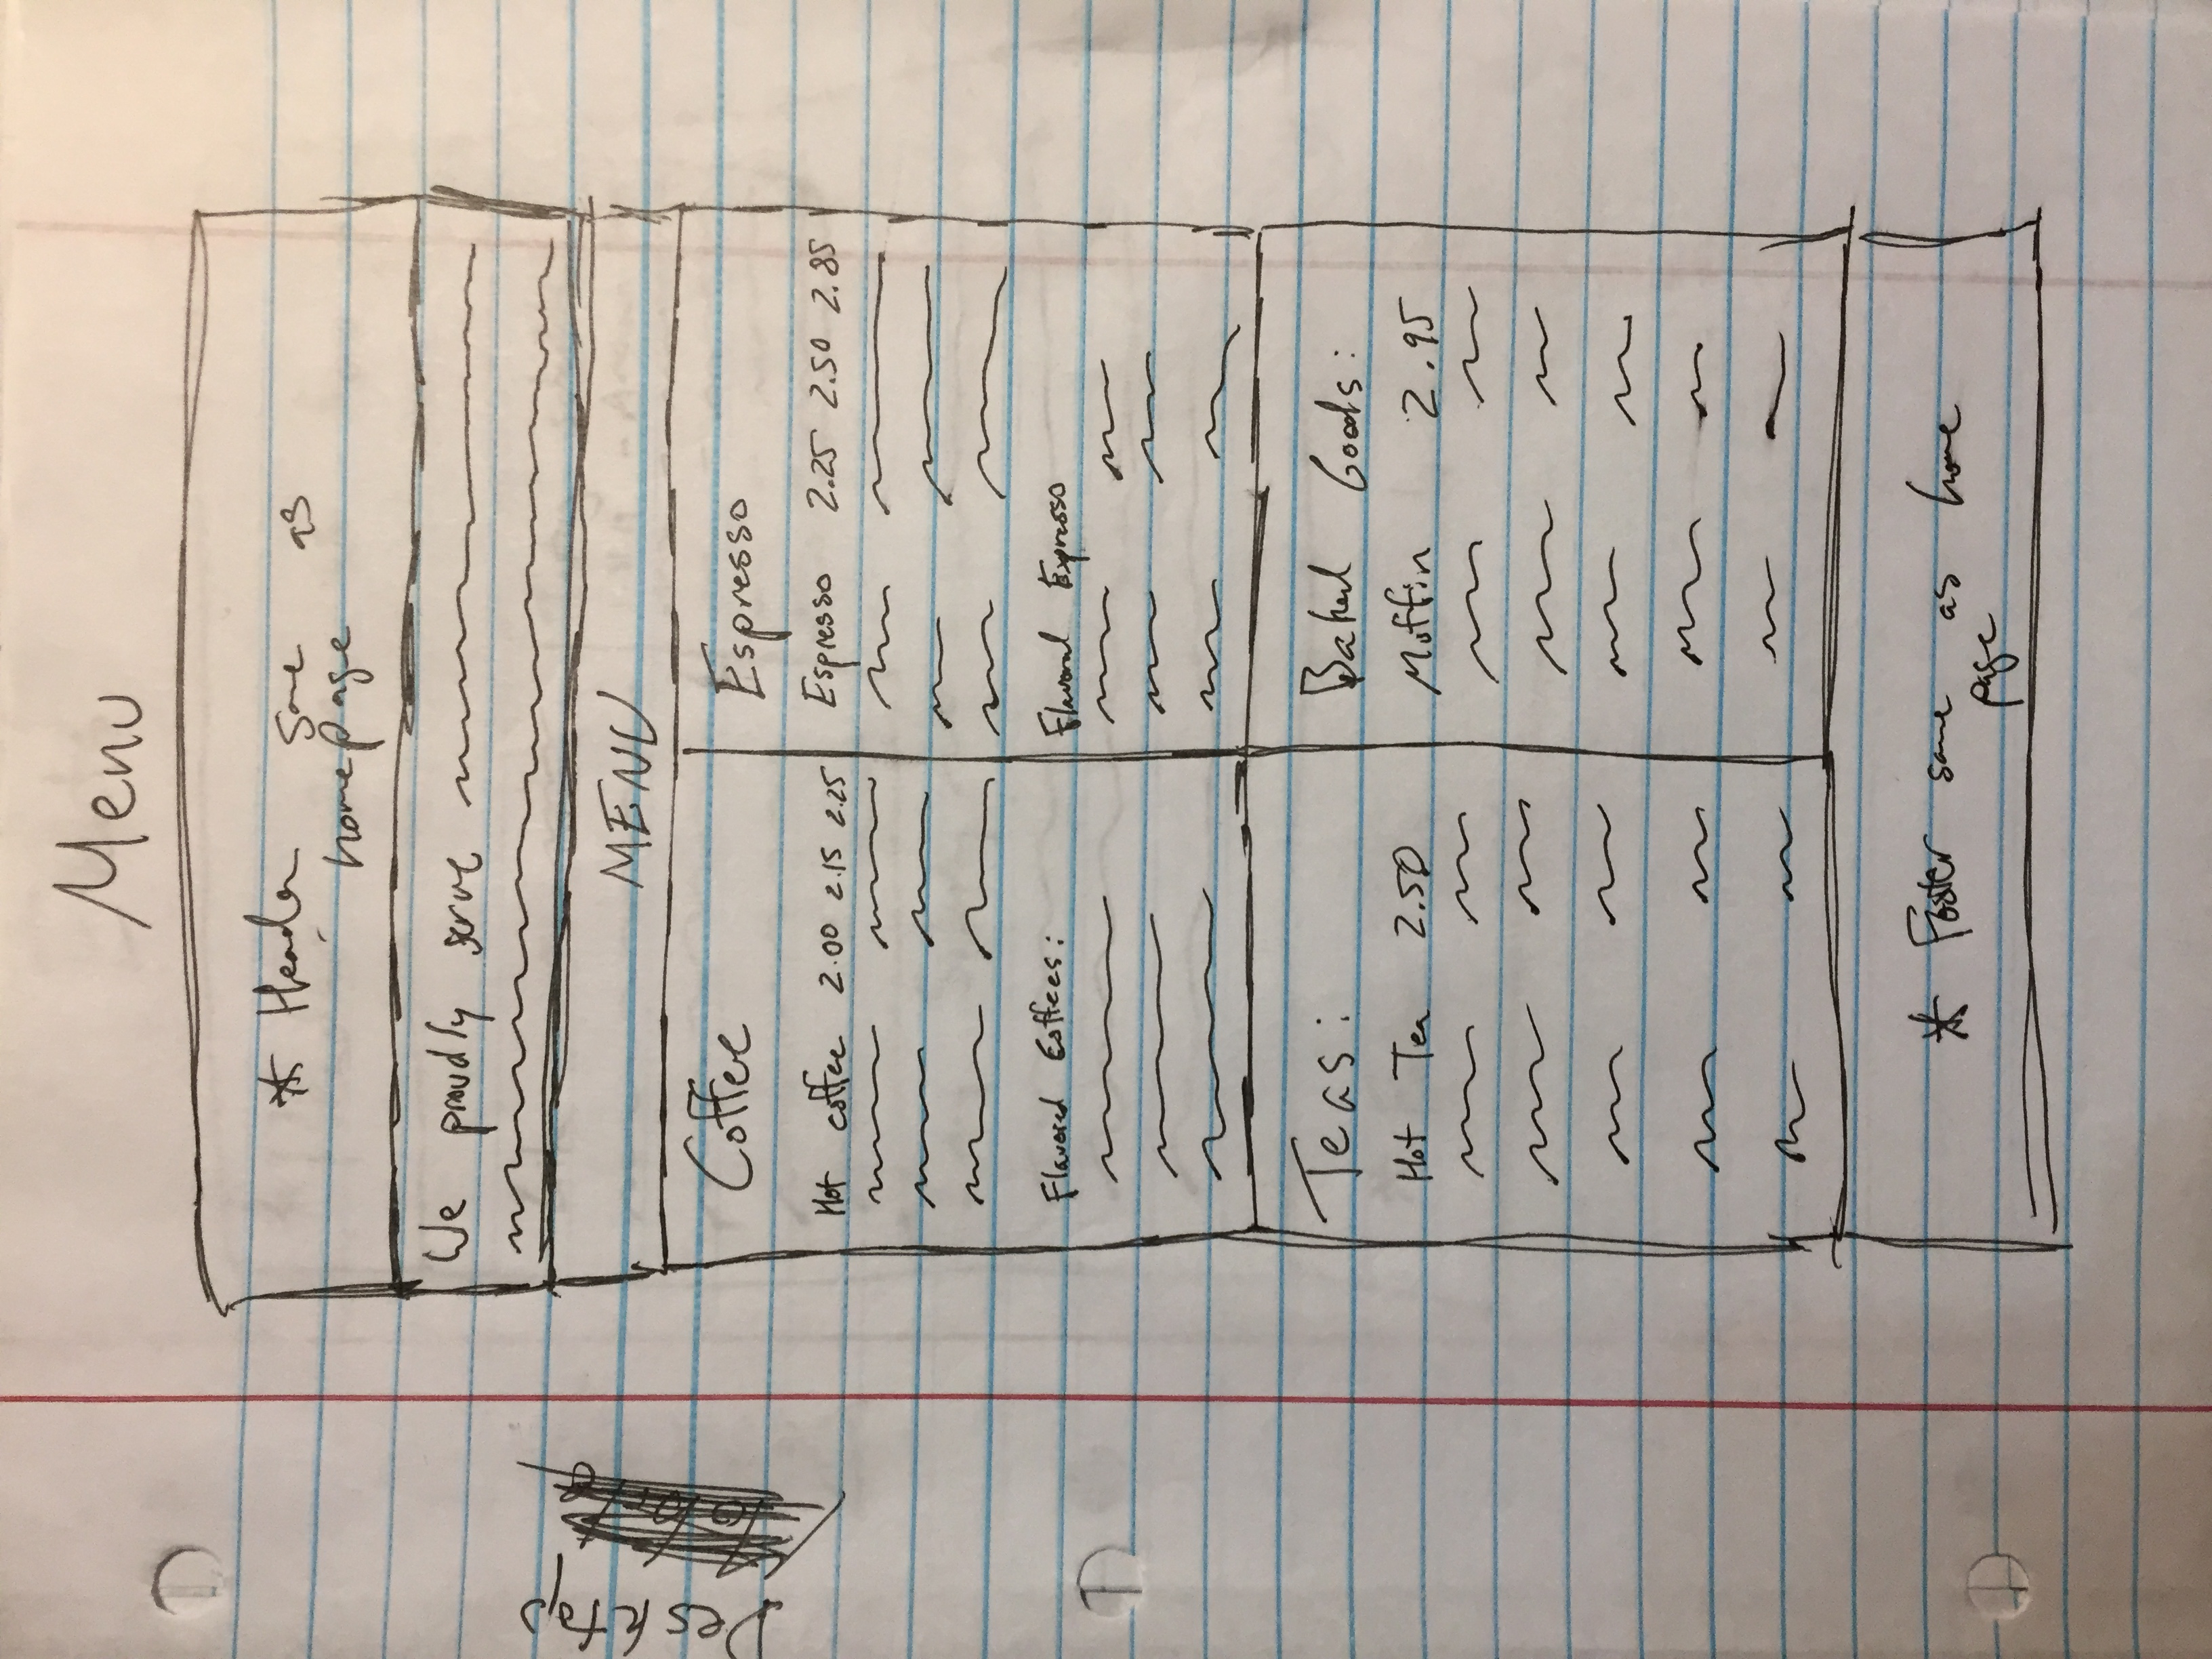 Menu
* Header same as
homepage
We proudly serve
MENU
Coffee
Hot coffee 2.00 2.15 2.25
Flavored Coffees:
Espresso
Espresso 2.25 2.50 2.85
Flavored Espresso
Teas:
Hot Tea 2.50
Baked Goods:
Muffin 2.95
* Footer same as home
page
Desktop